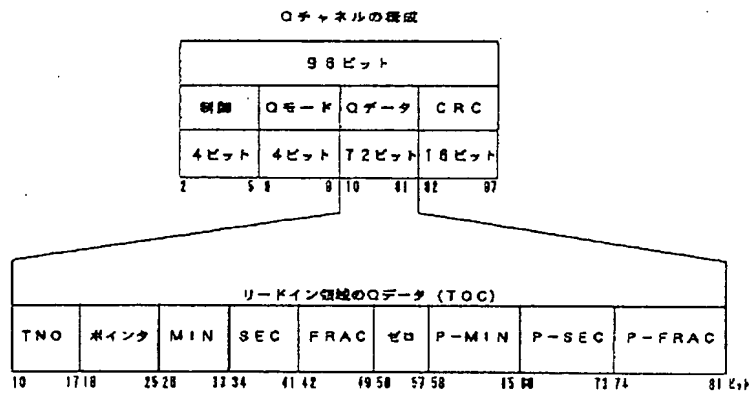 Qチャネルの構成
96ビット
制御 Qモード Qデータ CRC
4ビット 4ビット 72ビット 16ビット
2 5 6 9 10 81 82 97
リードイン領域のQデータ (TOC)
TNO ポインタ MIN SEC FRAC ゼロ P-MIN P-SEC P-FRAC
10 17 18 25 26 33 34 41 42 49 50 57 58 65 66 73 74 81 ビット